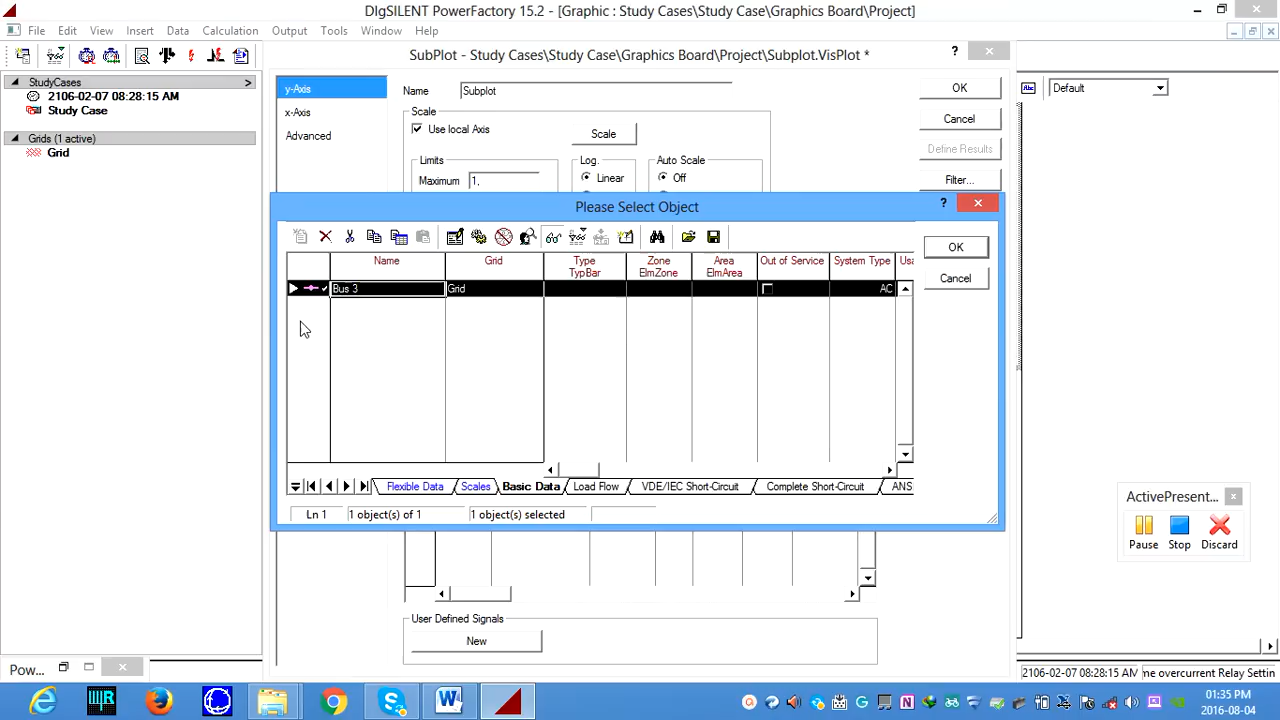 DIgSILENT PowerFactory 15.2 - [Graphic : Study Cases\Study Case\Graphics Board\Project]
File Edit View Insert Data Calculation Output Tools Window Help
SubPlot - Study Cases\Study Case\Graphics Board\Project\Subplot.VisPlot *
StudyCases
2106-02-07 08:28:15 AM
Study Case
Grids (1 active)
Grid
y-Axis
x-Axis
Advanced
Name Subplot
Scale
Use local Axis
Scale
Limits
Maximum 1,
Log.
Linear
Auto Scale
Off
OK
Cancel
Define Results
Filter...
Abc Default
Please Select Object
Name Grid Type TypBar Zone ElmZone Area ElmArea Out of Service System Type Usa
Bus 3 Grid AC
OK
Cancel
Flexible Data Scales Basic Data Load Flow VDE/IEC Short-Circuit Complete Short-Circuit ANS
Ln 1 1 object(s) of 1 1 object(s) selected
User Defined Signals
New
ActivePresent...
Pause Stop Discard
Pow...
2106-02-07 08:28:15 AM ne overcurrent Relay Settin
01:35 PM
2016-08-04